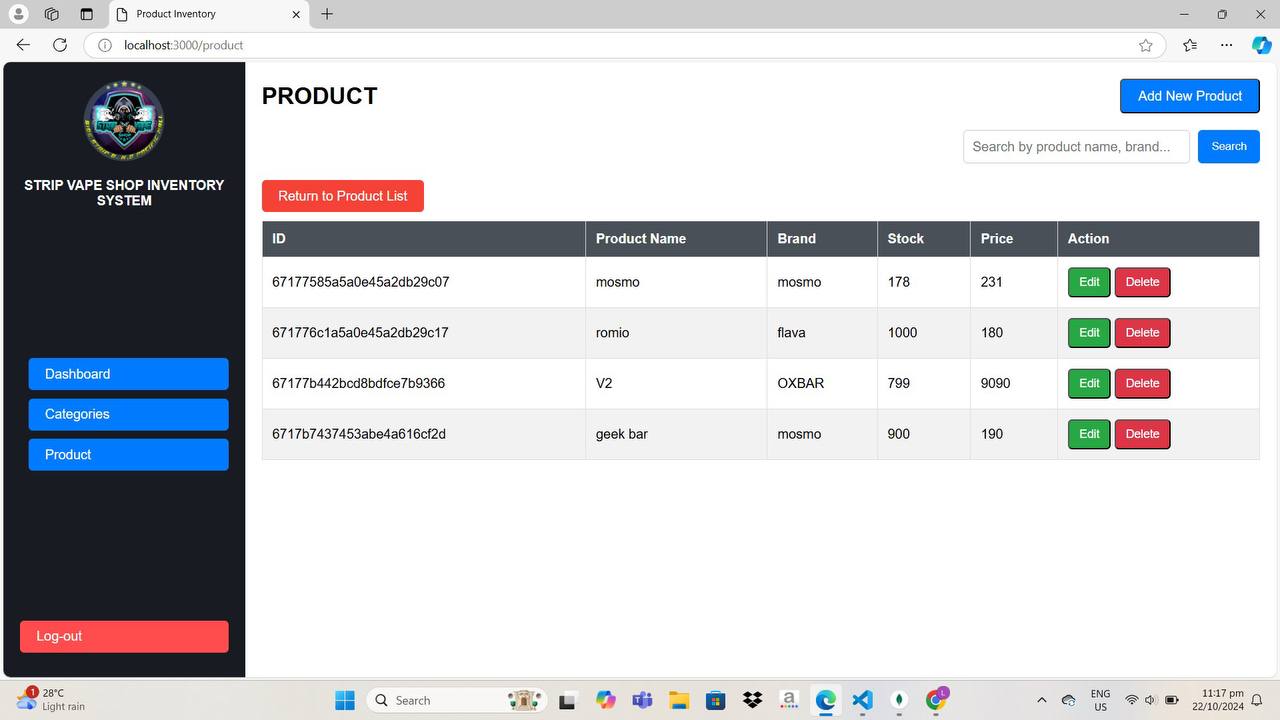 Product Inventory
localhost:3000/product
STRIP VAPE SHOP INVENTORY
SYSTEM
Dashboard
Categories
Product
Log-out
PRODUCT
Add New Product
Search by product name, brand...
Search
Return to Product List
ID Product Name Brand Stock Price Action
67177585a5a0e45a2db29c07 mosmo mosmo 178 231 Edit Delete
671776c1a5a0e45a2db29c17 romio flava 1000 180 Edit Delete
67177b442bcd8bdfce7b9366 V2 OXBAR 799 9090 Edit Delete
6717b7437453abe4a616cf2d geek bar mosmo 900 190 Edit Delete
1
28°C
Light rain
Search
a
L
ENG
US
11:17 pm
22/10/2024